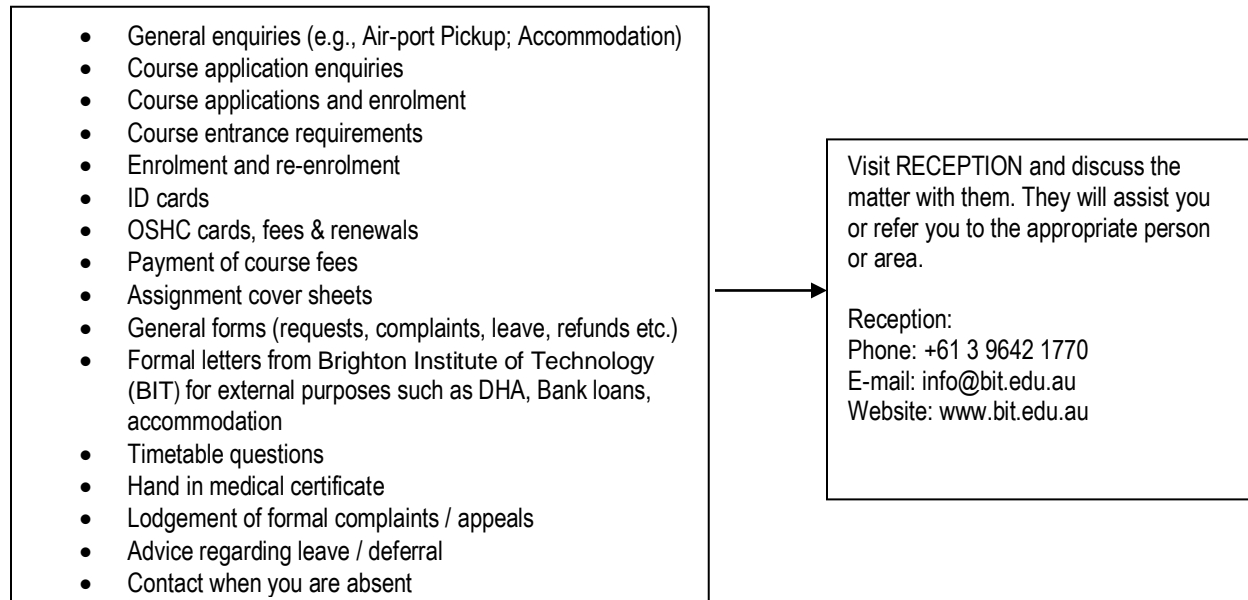 • General enquiries (e.g., Air-port Pickup; Accommodation)
• Course application enquiries
• Course applications and enrolment
• Course entrance requirements
• Enrolment and re-enrolment
• ID cards
• OSHC cards, fees & renewals
• Payment of course fees
• Assignment cover sheets
• General forms (requests, complaints, leave, refunds etc.)
• Formal letters from Brighton Institute of Technology
(BIT) for external purposes such as DHA, Bank loans,
accommodation
• Timetable questions
• Hand in medical certificate
• Lodgement of formal complaints / appeals
• Advice regarding leave / deferral
• Contact when you are absent
Visit RECEPTION and discuss the
matter with them. They will assist you
or refer you to the appropriate person
or area.
Reception:
Phone: +61 3 9642 1770
E-mail: info@bit.edu.au
Website: www.bit.edu.au